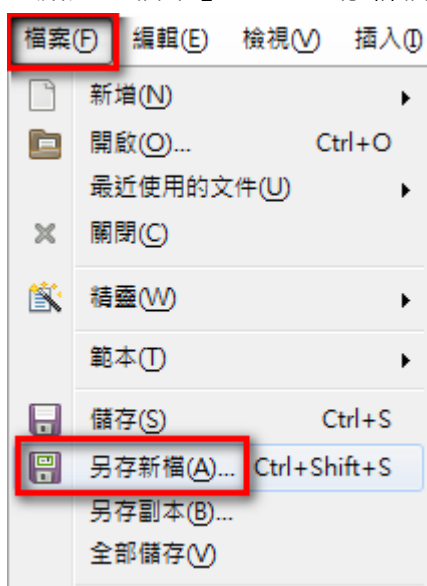 檔案(F) 編輯(E) 檢視(V) 插入(I)
新增(N)
開啟(O)... Ctrl+O
最近使用的文件(U)
關閉(C)
精靈(W)
範本(T)
儲存(S) Ctrl+S
另存新檔(A)... Ctrl+Shift+S
另存副本(B)...
全部儲存(V)